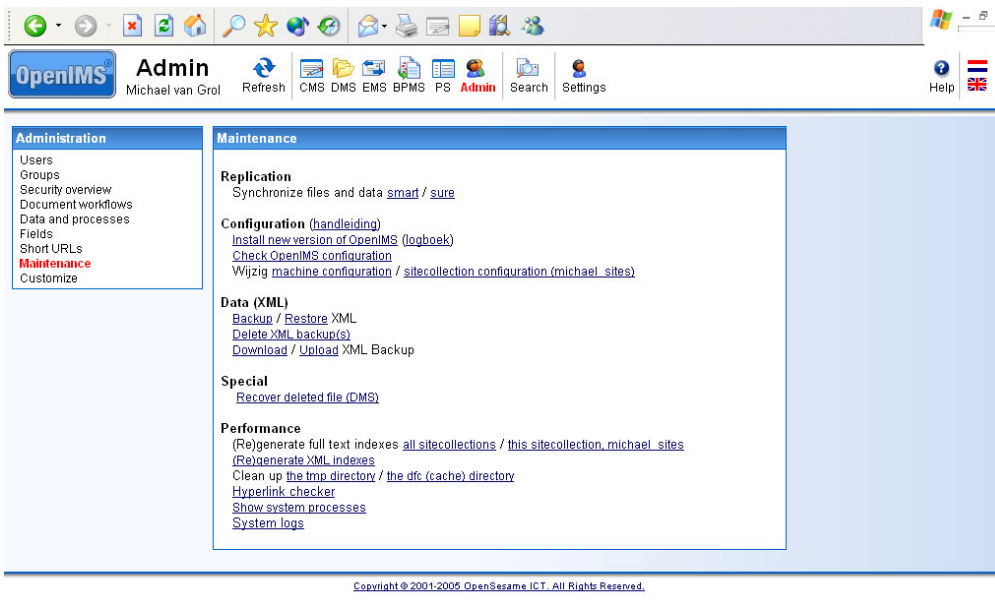 OpenIMS®
Admin
Michael van Grol
Refresh
CMS DMS EMS BPMS PS Admin
Search
Settings
Help
Administration
Users
Groups
Security overview
Document workflows
Data and processes
Fields
Short URLs
Maintenance
Customize
Maintenance
Replication
Synchronize files and data smart / sure
Configuration (handleiding)
Install new version of OpenIMS (logboek)
Check OpenIMS configuration
Wijzig machine configuration / sitecollection configuration (michael_sites)
Data (XML)
Backup / Restore XML
Delete XML backup(s)
Download / Upload XML Backup
Special
Recover deleted file (DMS)
Performance
(Re)generate full text indexes all sitecollections / this sitecollection, michael_sites
(Re)generate XML indexes
Clean up the tmp directory / the dfc (cache) directory
Hyperlink checker
Show system processes
System logs
Copyright © 2001-2005 OpenSesame ICT. All Rights Reserved.